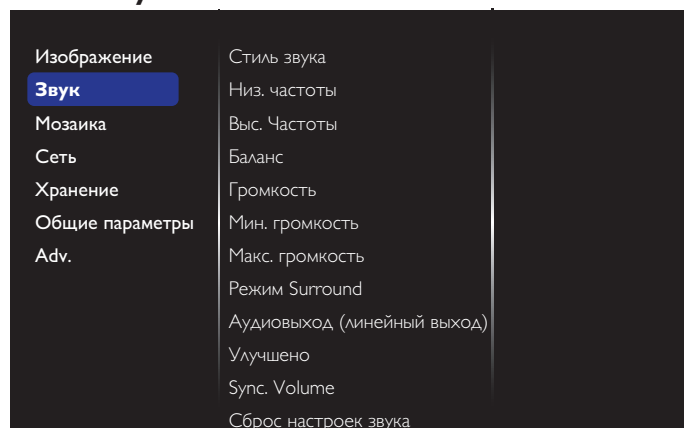 Изображение
Звук
Мозаика
Сеть
Хранение
Общие параметры
Adv.
Стиль звука
Низ. частоты
Выс. Частоты
Баланс
Громкость
Мин. громкость
Макс. громкость
Режим Surround
Аудиовыход (линейный выход)
Улучшено
Sync. Volume
Сброс настроек звука